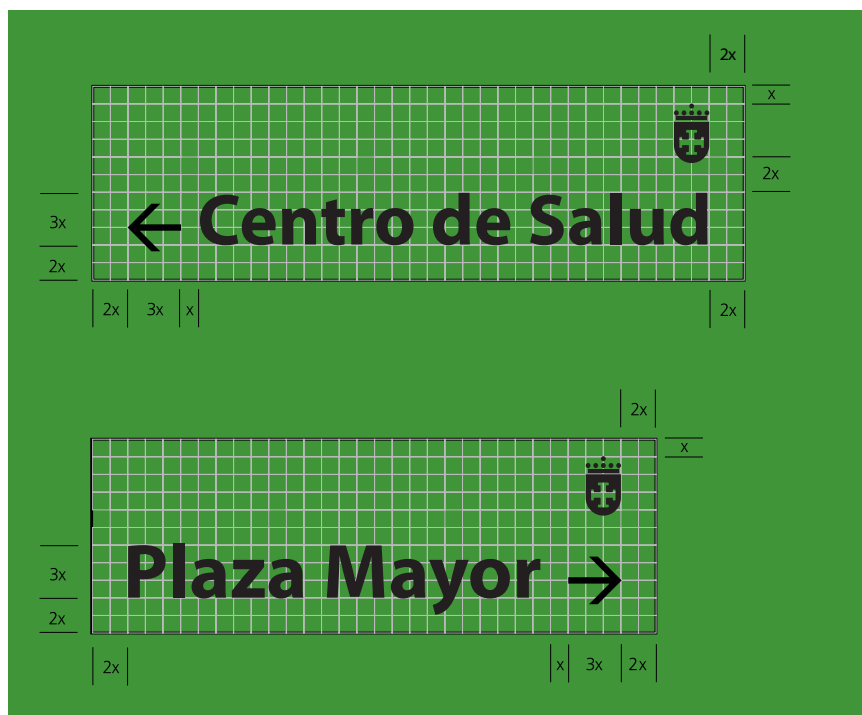 2x
x
2x
3x
Centro de Salud
2x
2x 3x x 2x
2x
x
3x
Plaza Mayor
2x
2x x 3x 2x